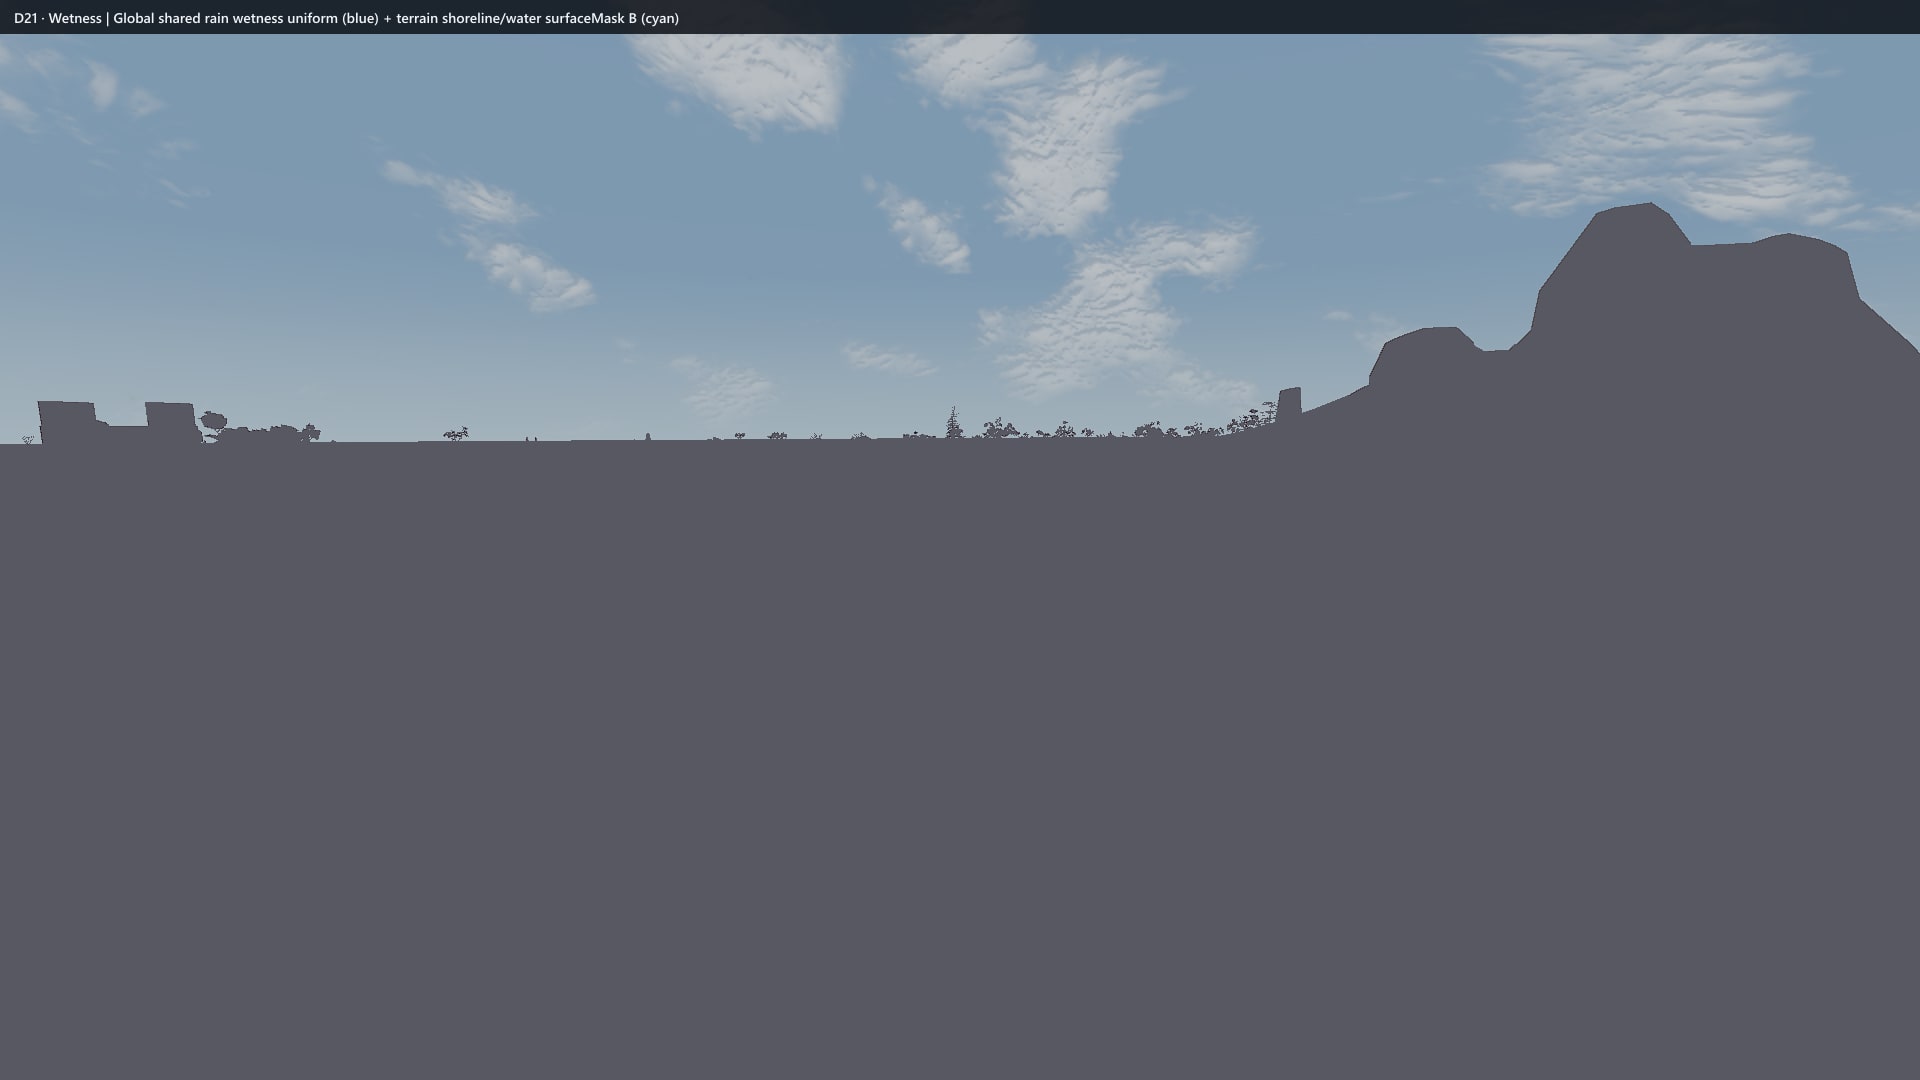 D21 · Wetness | Global shared rain wetness uniform (blue) + terrain shoreline/water surfaceMask B (cyan)